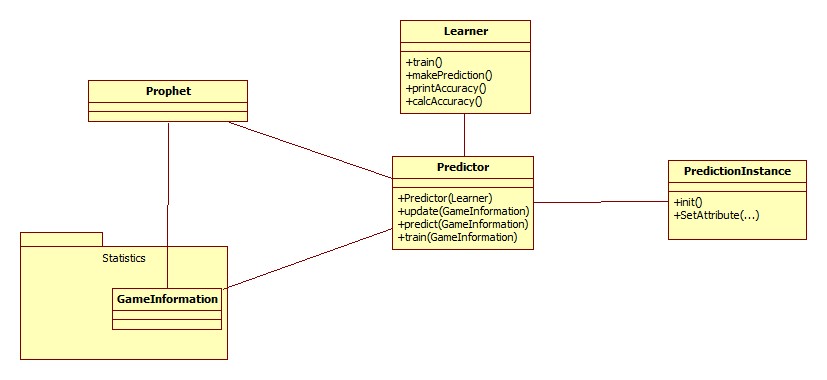 Learner
+train()
+makePrediction()
+printAccuracy()
+calcAccuracy()
Prophet
Predictor
+Predictor(Learner)
+update(GameInformation)
+predict(GameInformation)
+train(GameInformation)
PredictionInstance
+init()
+SetAttribute(...)
Statistics
GameInformation